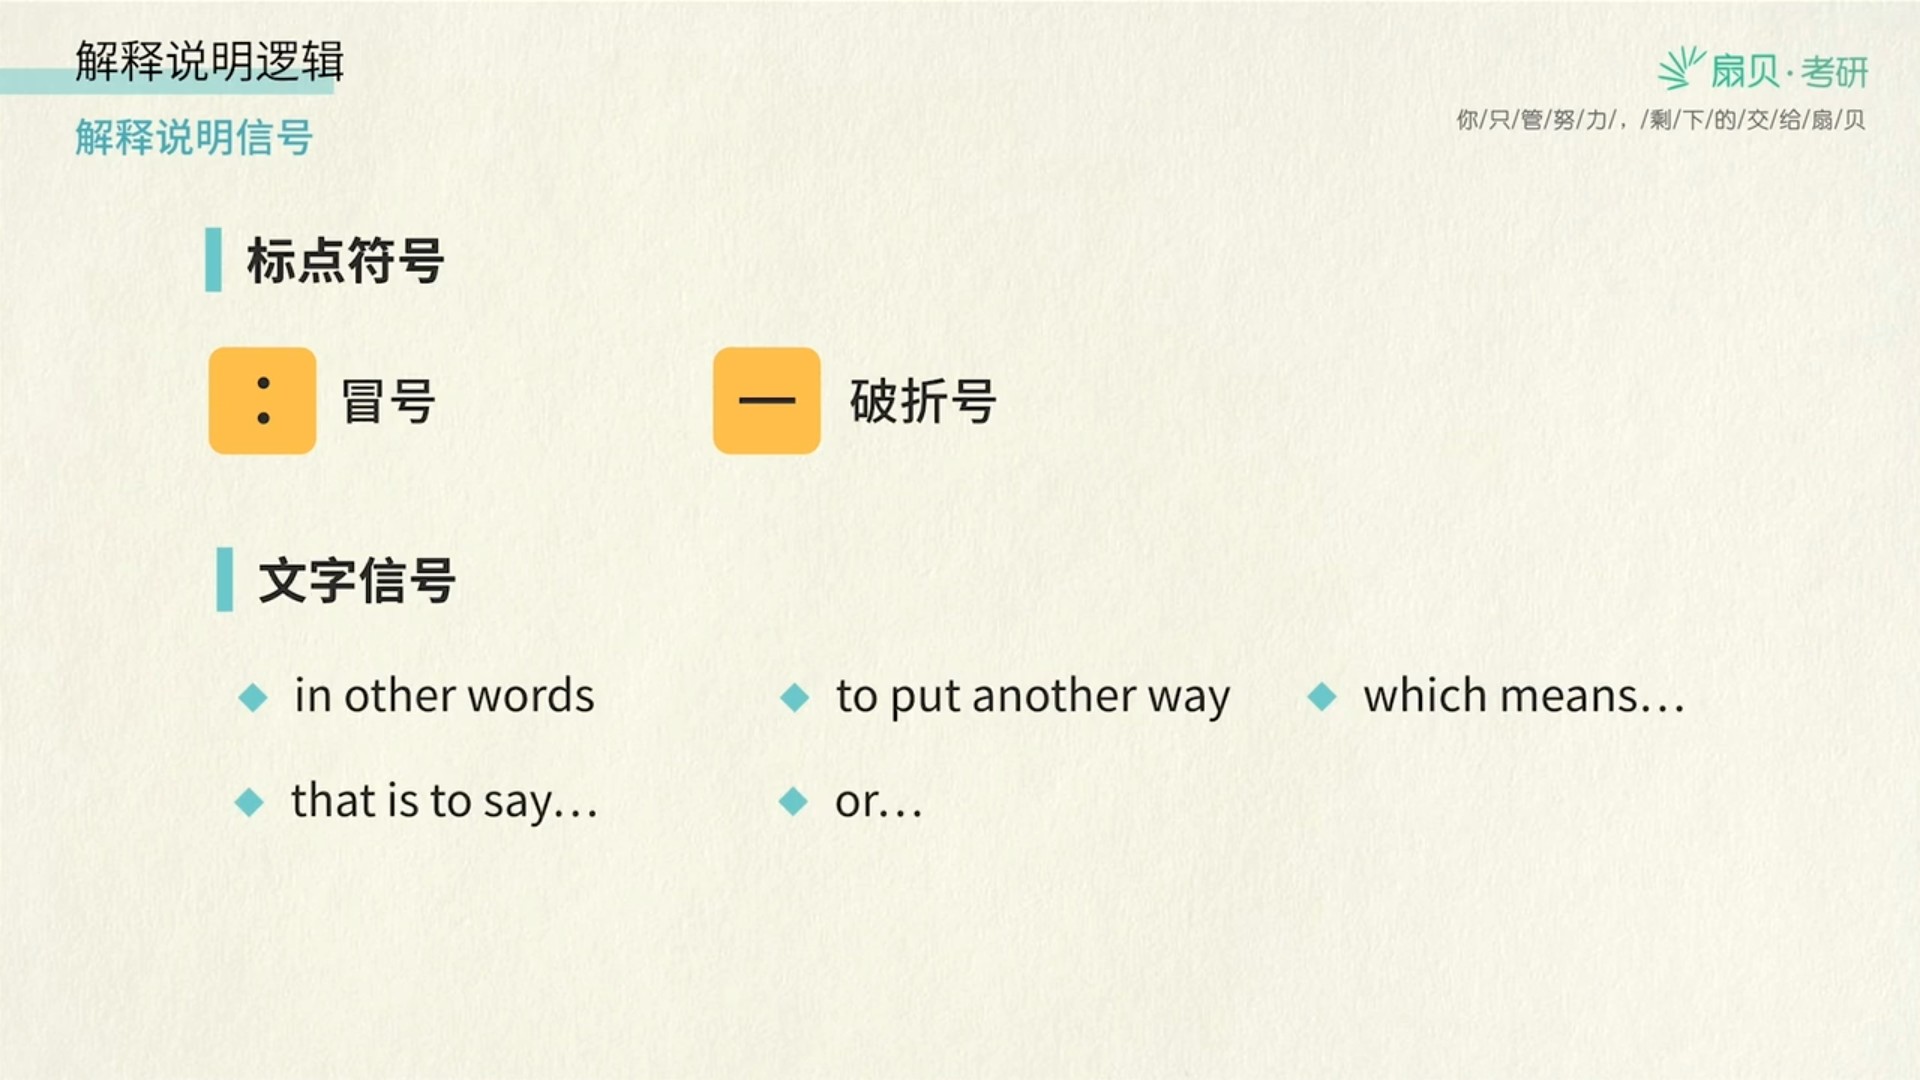 解释说明逻辑
扇贝·考研
解释说明信号
你/只/管/努/力/，/剩/下/的/交/给/扇/贝
标点符号
： 冒号
— 破折号
文字信号
in other words
to put another way
which means…
that is to say…
or…